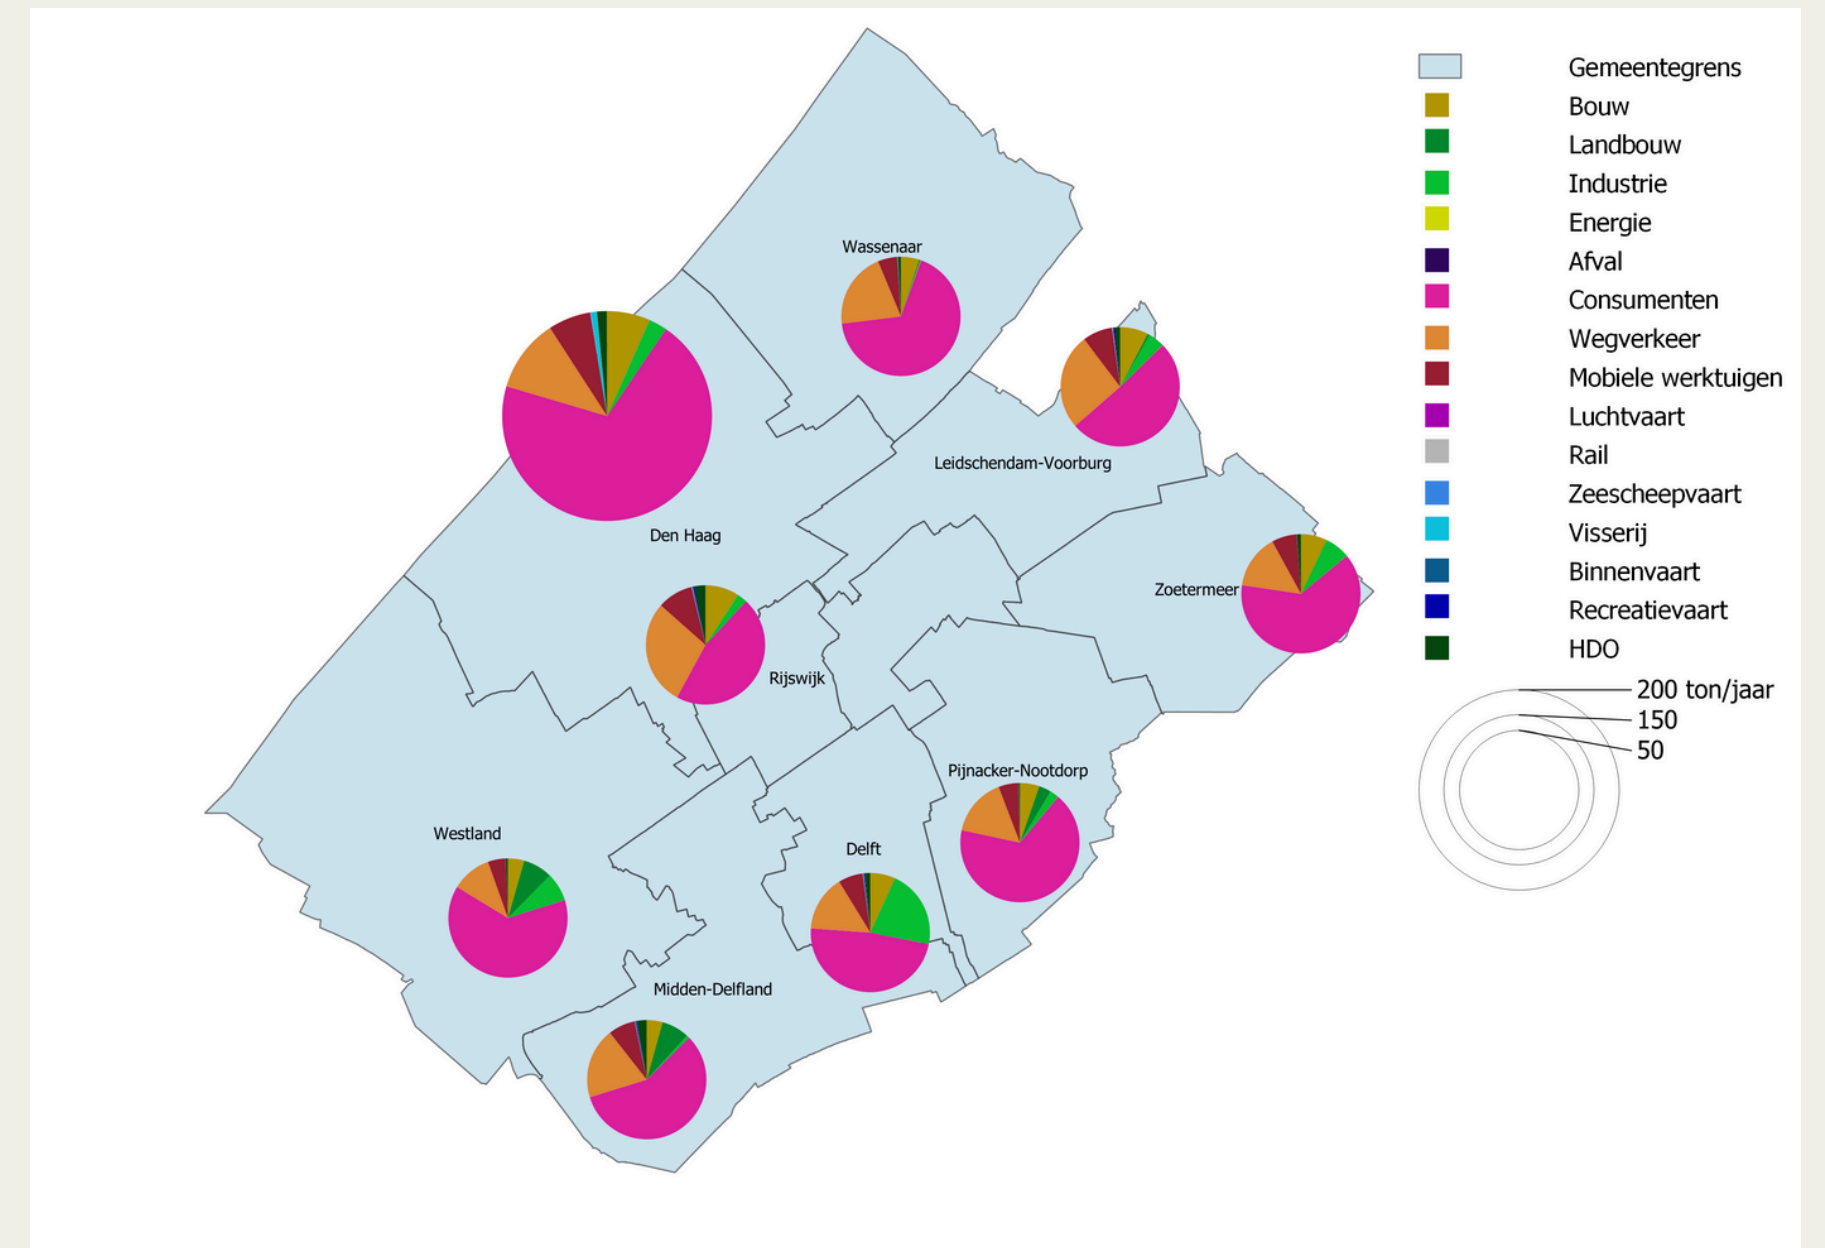 Wassenaar
Leidschendam-Voorburg
Den Haag
Zoetermeer
Rijswijk
Pijnacker-Nootdorp
Westland
Delft
Midden-Delfland
Gemeentegrens
Bouw
Landbouw
Industrie
Energie
Afval
Consumenten
Wegverkeer
Mobiele werktuigen
Luchtvaart
Rail
Zeescheepvaart
Visserij
Binnenvaart
Recreatievaart
HDO
200 ton/jaar
150
50